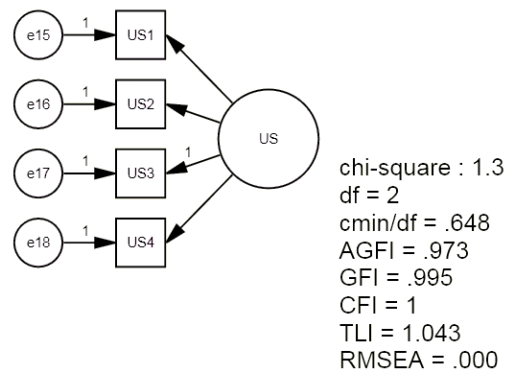 e15 1 US1
e16 1 US2
US
e17 1 US3 1
e18 1 US4
chi-square : 1.3
df = 2
cmin/df = .648
AGFI = .973
GFI = .995
CFI = 1
TLI = 1.043
RMSEA = .000